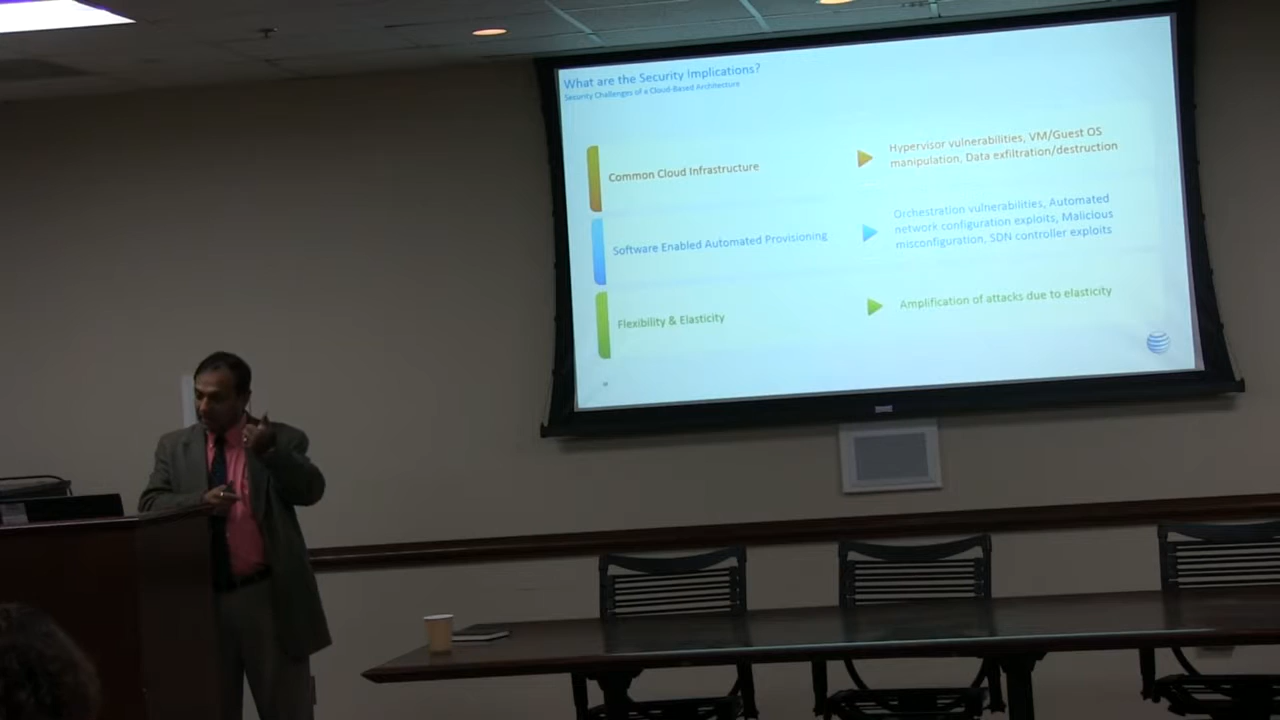 What are the Security Implications?
Security Challenges of a Cloud-Based Architecture
Common Cloud Infrastructure
Hypervisor vulnerabilities, VM/Guest OS
manipulation, Data exfiltration/destruction
Software Enabled Automated Provisioning
Orchestration vulnerabilities, Automated
network configuration exploits, Malicious
misconfiguration, SDN controller exploits
Flexibility & Elasticity
Amplification of attacks due to elasticity